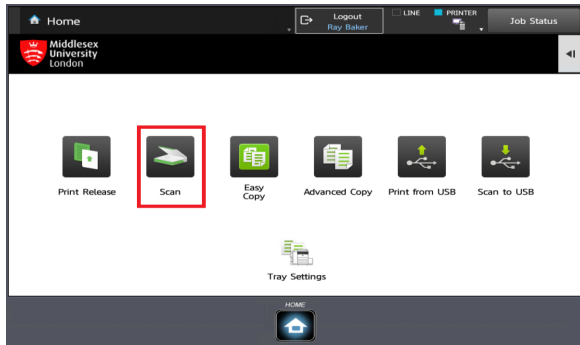 Home
Logout
Ray Baker
LINE
PRINTER
Job Status
Middlesex
University
London
Print Release
Scan
Easy
Copy
Advanced Copy
Print from USB
Scan to USB
Tray Settings
HOME